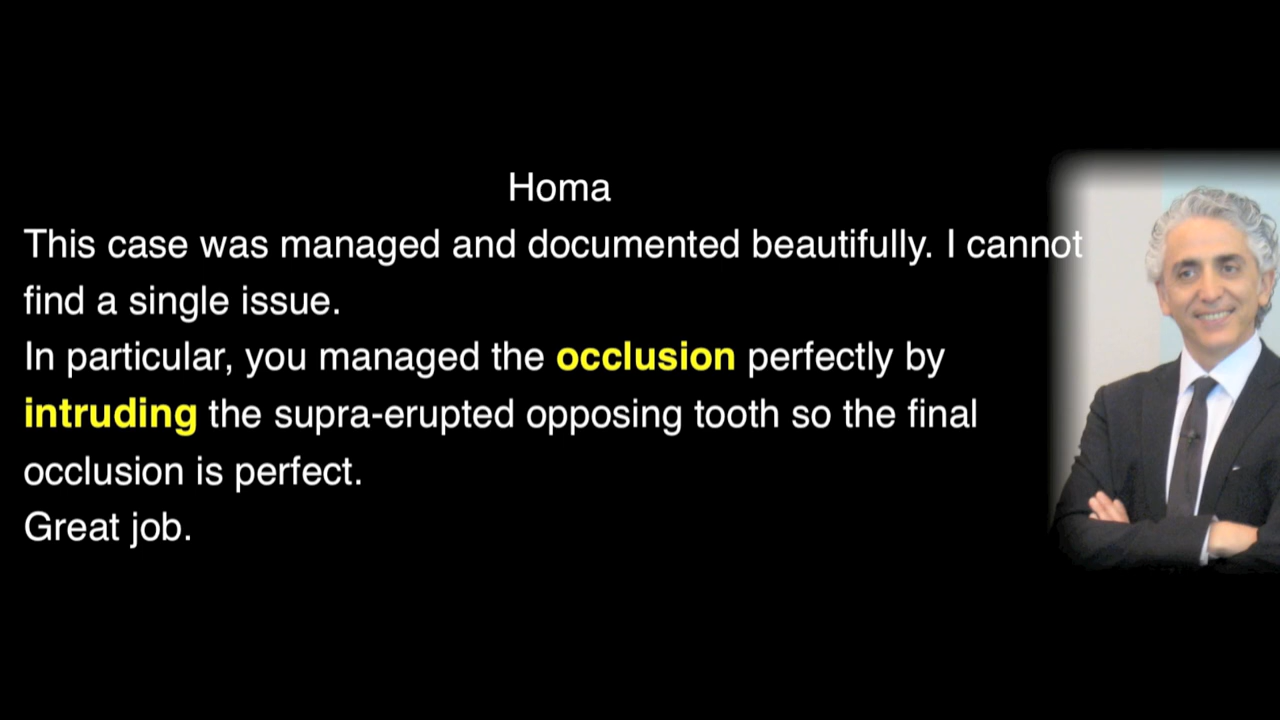 Homa
This case was managed and documented beautifully. I cannot
find a single issue.
In particular, you managed the occlusion perfectly by
intruding the supra-erupted opposing tooth so the final
occlusion is perfect.
Great job.